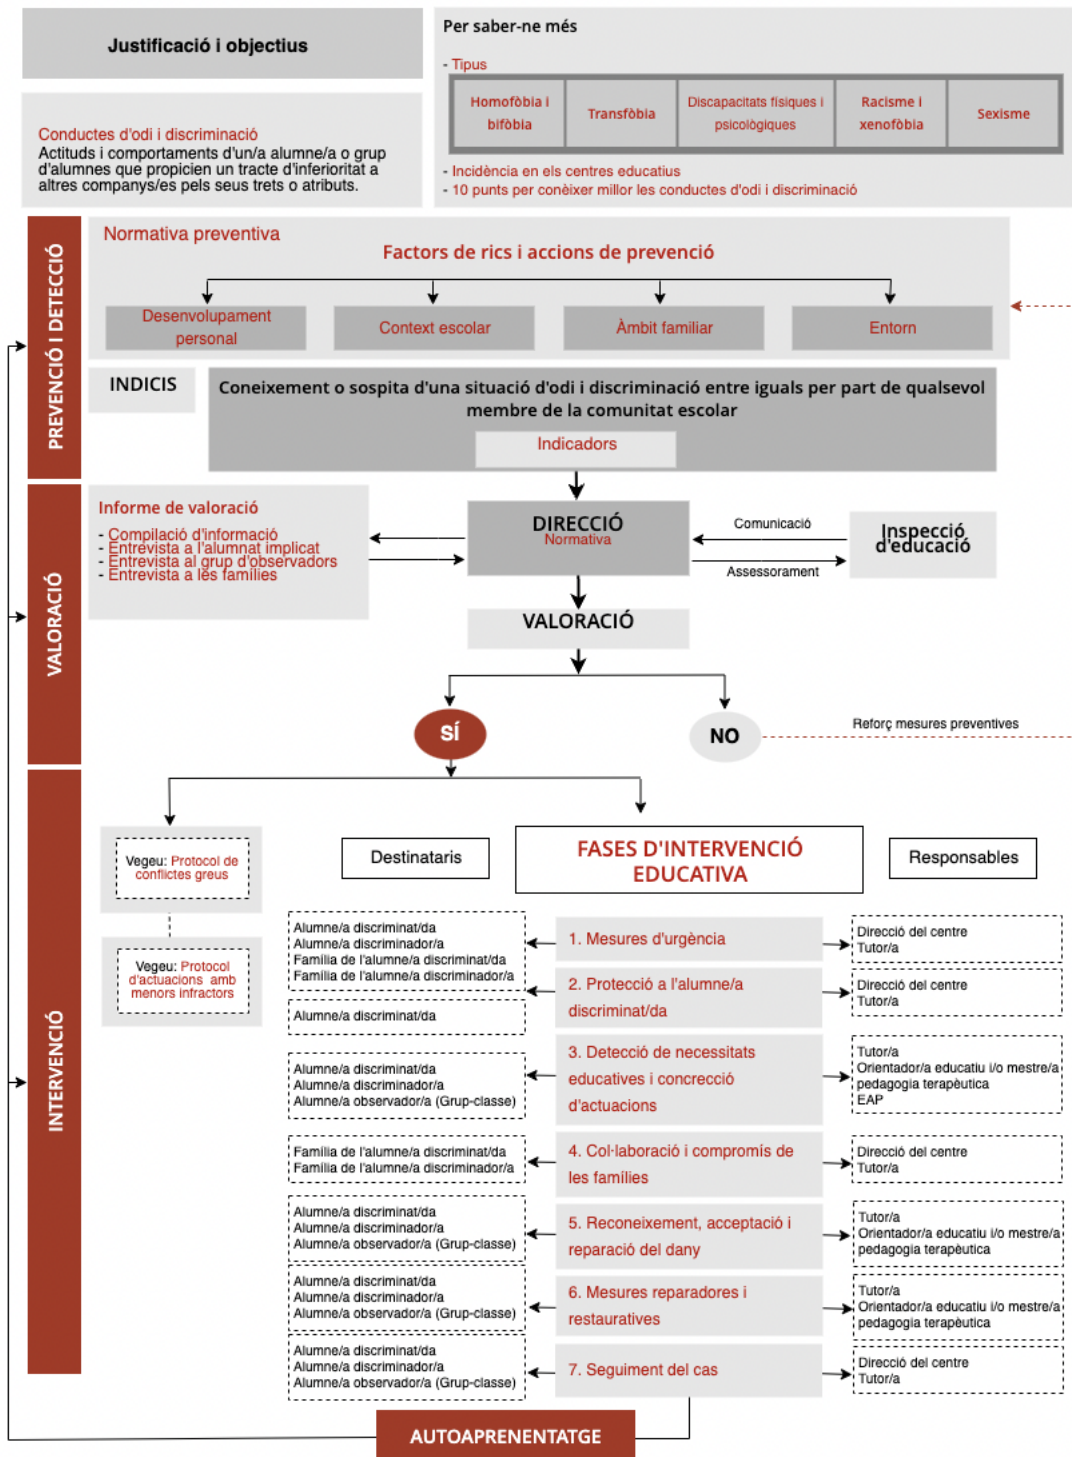 Justificació i objectius
Conductes d'odi i discriminació
Actituds i comportaments d'un/a alumne/a o grup
d'alumnes que propicien un tracte d'inferioritat a
altres companys/es pels seus trets o atributs.
Per saber-ne més
- Tipus
Homofòbia i
bifòbia
Transfòbia
Discapacitats físiques i
psicològiques
Racisme i
xenofòbia
Sexisme
- Incidència en els centres educatius
- 10 punts per conèixer millor les conductes d'odi i discriminació
PREVENCIÓ I DETECCIÓ
Normativa preventiva
Factors de rics i accions de prevenció
Desenvolupament
personal
Context escolar
Àmbit familiar
Entorn
INDICIS
Coneixement o sospita d'una situació d'odi i discriminació entre iguals per part de qualsevol
membre de la comunitat escolar
Indicadors
VALORACIÓ
Informe de valoració
- Compilació d'informació
- Entrevista a l'alumnat implicat
- Entrevista al grup d'observadors
- Entrevista a les famílies
DIRECCIÓ
Normativa
Comunicació
Assessorament
Inspecció
d'educació
VALORACIÓ
SÍ
NO
Reforç mesures preventives
INTERVENCIÓ
Vegeu: Protocol de
conflictes greus
Vegeu: Protocol
d'actuacions amb
menors infractors
Destinataris
FASES D'INTERVENCIÓ
EDUCATIVA
Responsables
Alumne/a discriminat/da
Alumne/a discriminador/a
Família de l'alumne/a discriminat/da
Família de l'alumne/a discriminador/a
1. Mesures d'urgència
Direcció del centre
Tutor/a
Alumne/a discriminat/da
2. Protecció a l'alumne/a
discriminat/da
Direcció del centre
Tutor/a
Alumne/a discriminat/da
Alumne/a discriminador/a
Alumne/a observador/a (Grup-classe)
3. Detecció de necessitats
educatives i concrecció
d'actuacions
Tutor/a
Orientador/a educatiu i/o mestre/a
pedagogia terapèutica
EAP
Família de l'alumne/a discriminat/da
Família de l'alumne/a discriminador/a
4. Col·laboració i compromís de
les famílies
Direcció del centre
Tutor/a
Alumne/a discriminat/da
Alumne/a discriminador/a
Alumne/a observador/a (Grup-classe)
5. Reconeixement, acceptació i
reparació del dany
Tutor/a
Orientador/a educatiu i/o mestre/a
pedagogia terapèutica
Alumne/a discriminat/da
Alumne/a discriminador/a
Alumne/a observador/a (Grup-classe)
6. Mesures reparadores i
restauratives
Tutor/a
Orientador/a educatiu i/o mestre/a
pedagogia terapèutica
Alumne/a discriminat/da
Alumne/a discriminador/a
Alumne/a observador/a (Grup-classe)
7. Seguiment del cas
Direcció del centre
Tutor/a
AUTOAPRENENTATGE